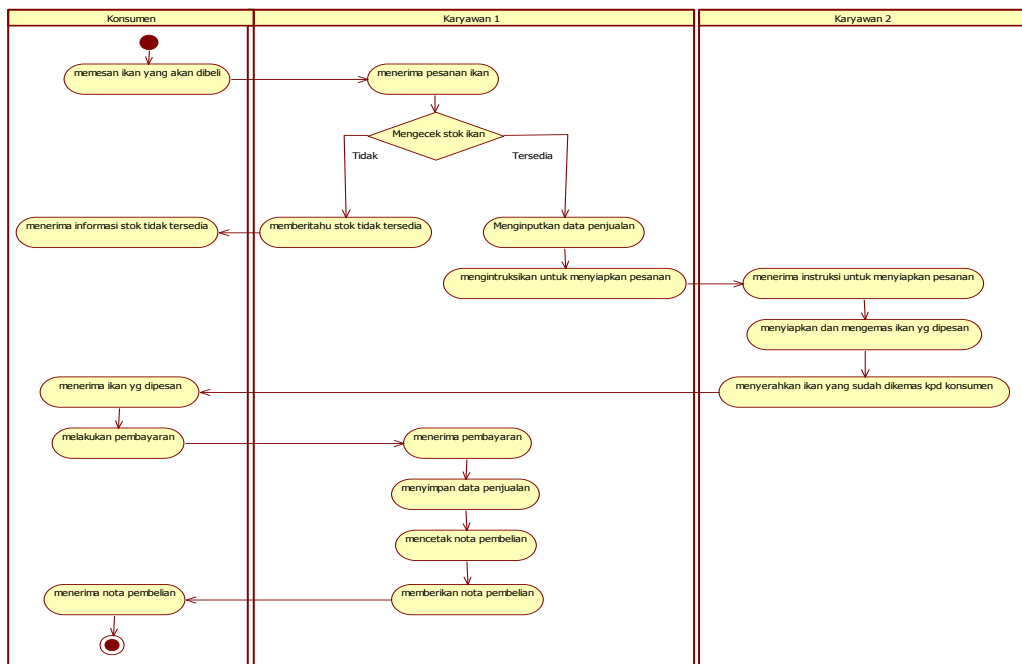 Konsumen
Karyawan 1
Karyawan 2
memesan ikan yang akan dibeli
menerima pesanan ikan
Mengecek stok ikan
Tidak
Tersedia
menerima informasi stok tidak tersedia
memberitahu stok tidak tersedia
Menginputkan data penjualan
mengintruksikan untuk menyiapkan pesanan
menerima instruksi untuk menyiapkan pesanan
menyiapkan dan mengemas ikan yg dipesan
menerima ikan yg dipesan
menyerahkan ikan yang sudah dikemas kpd konsumen
melakukan pembayaran
menerima pembayaran
menyimpan data penjualan
mencetak nota pembelian
menerima nota pembelian
memberikan nota pembelian